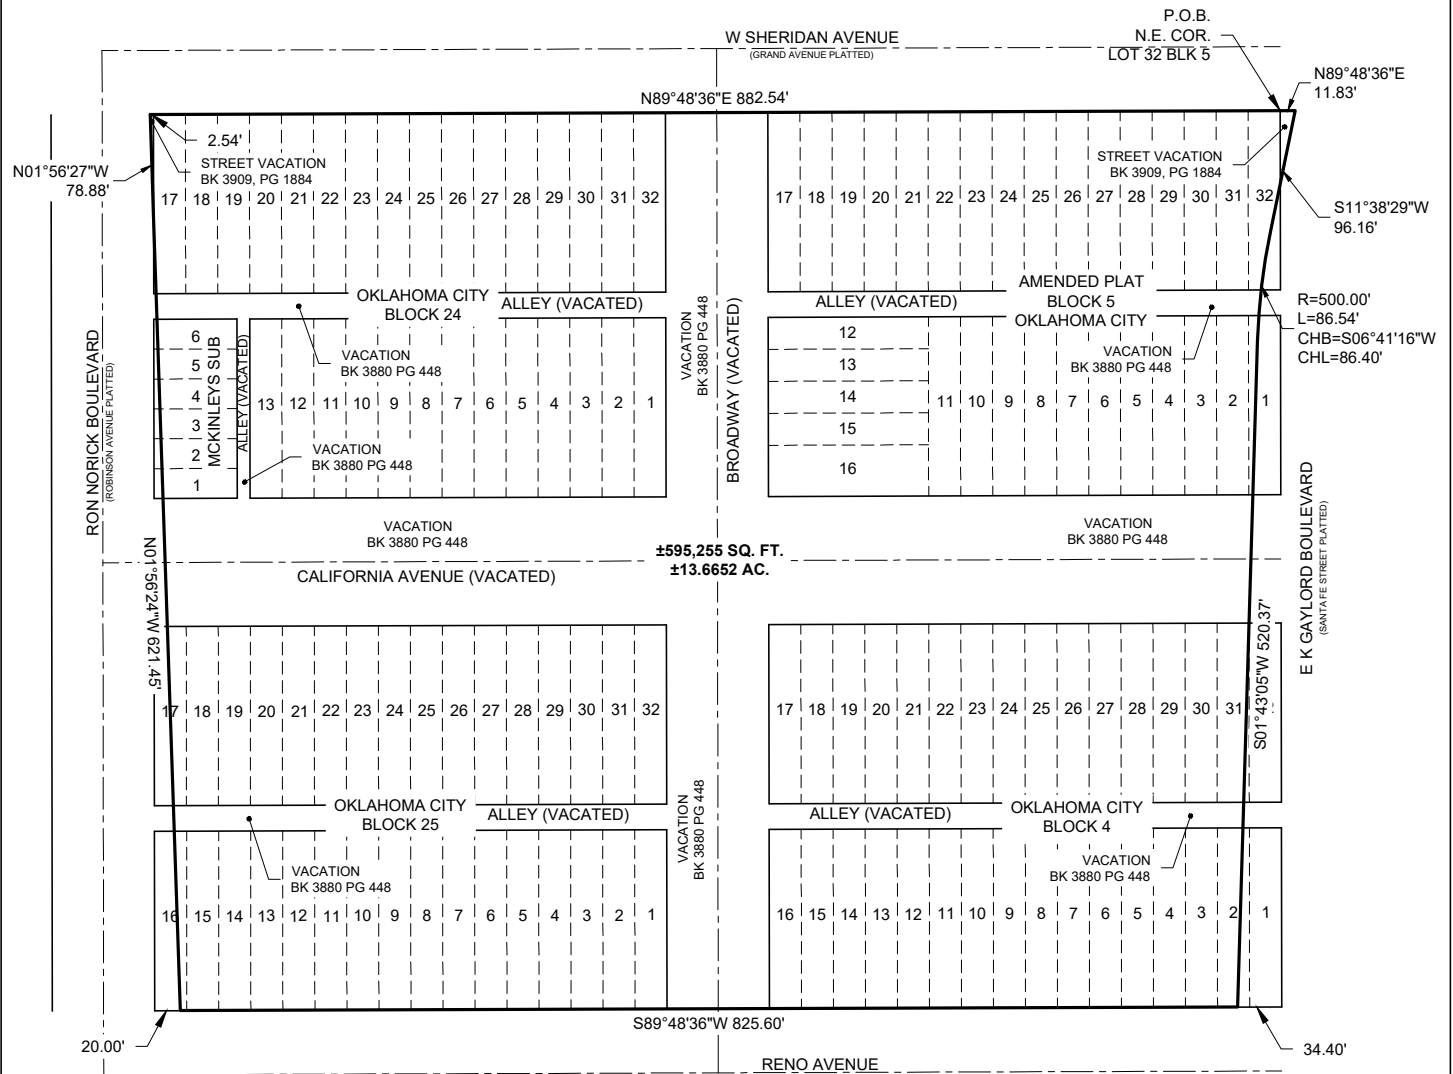 P.O.B.
N.E. COR.
LOT 32 BLK 5
W SHERIDAN AVENUE
(GRAND AVENUE PLATTED)
N89°48'36"E
11.83'
N89°48'36"E 882.54'
2.54'
N01°56'27"W
78.88'
STREET VACATION
BK 3909, PG 1884
STREET VACATION
BK 3909, PG 1884
17 18 19 20 21 22 23 24 25 26 27 28 29 30 31 32
17 18 19 20 21 22 23 24 25 26 27 28 29 30 31 32
S11°38'29"W
96.16'
OKLAHOMA CITY
BLOCK 24
ALLEY (VACATED)
VACATION
BK 3880 PG 448
BROADWAY (VACATED)
ALLEY (VACATED)
AMENDED PLAT
BLOCK 5
OKLAHOMA CITY
R=500.00'
L=86.54'
CHB=S06°41'16"W
CHL=86.40'
RON NORICK BOULEVARD
(ROBINSON AVENUE PLATTED)
6
5
4
3
2
1
MCKINLEYS SUB
ALLEY (VACATED)
VACATION
BK 3880 PG 448
13 12 11 10 9 8 7 6 5 4 3 2 1
VACATION
BK 3880 PG 448
12
13
14
15
16
VACATION
BK 3880 PG 448
11 10 9 8 7 6 5 4 3 2 1
E K GAYLORD BOULEVARD
(SANTA FE STREET PLATTED)
VACATION
BK 3880 PG 448
VACATION
BK 3880 PG 448
±595,255 SQ. FT.
±13.6652 AC.
CALIFORNIA AVENUE (VACATED)
N01°56'24"W 621.45'
S01°43'05"W 520.37'
17 18 19 20 21 22 23 24 25 26 27 28 29 30 31 32
17 18 19 20 21 22 23 24 25 26 27 28 29 30 31
OKLAHOMA CITY
BLOCK 25
ALLEY (VACATED)
VACATION
BK 3880 PG 448
ALLEY (VACATED)
OKLAHOMA CITY
BLOCK 4
VACATION
BK 3880 PG 448
VACATION
BK 3880 PG 448
16 15 14 13 12 11 10 9 8 7 6 5 4 3 2 1
16 15 14 13 12 11 10 9 8 7 6 5 4 3 2 1
S89°48'36"W 825.60'
20.00'
34.40'
RENO AVENUE